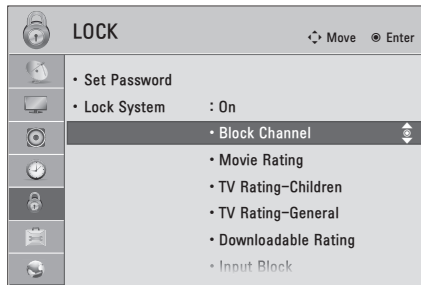 LOCK Move Enter
• Set Password
• Lock System : On
• Block Channel
• Movie Rating
• TV Rating-Children
• TV Rating-General
• Downloadable Rating
• Input Block